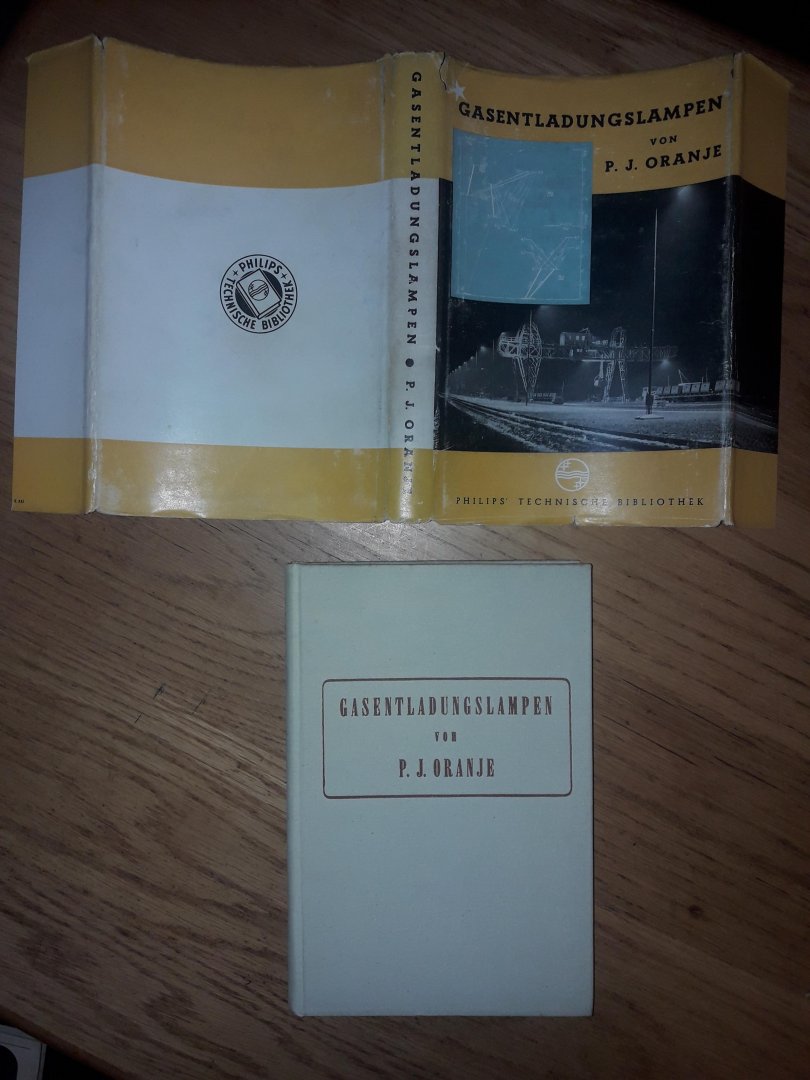 GASENTLADUNGSLAMPEN
VON
P. J. ORANJE
PHILIPS' TECHNISCHE BIBLIOTHEK
GASENTLADUNGSLAMPEN • P. J. ORANJE
PHILIPS
TECHNISCHE BIBLIOTHEK
GASENTLADUNGSLAMPEN
VON
P. J. ORANJE